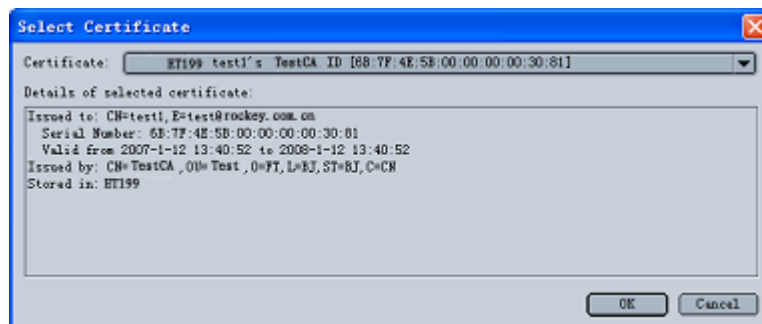 Select Certificate
Certificate: HT199 test1's TestCA ID [6B:7F:4E:5B:00:00:00:00:30:81]
Details of selected certificate:
Issued to: CN=test1,E=test@rockey.com.cn
Serial Number: 6B:7F:4E:5B:00:00:00:00:30:81
Valid from 2007-1-12 13:40:52 to 2008-1-12 13:40:52
Issued by: CN=TestCA ,OU=Test ,O=FT,L=BJ,ST=BJ,C=CN
Stored in: HT199
OK Cancel